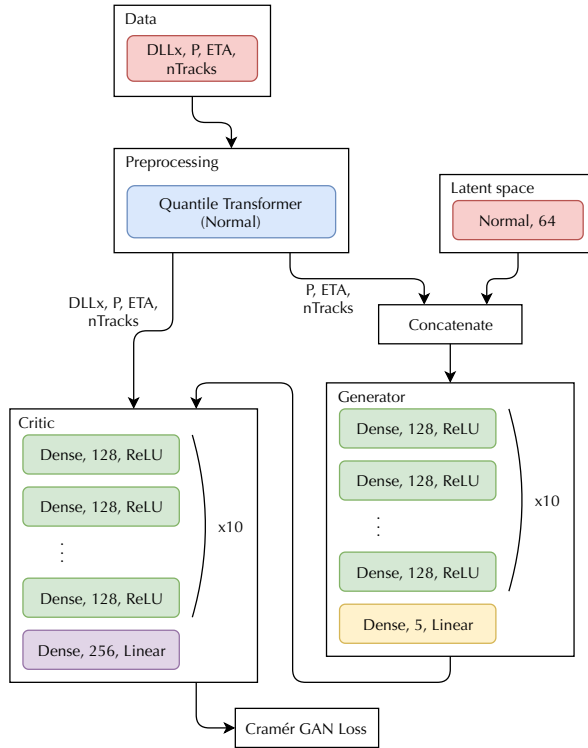 Data
DLLx, P, ETA,
nTracks
Preprocessing
Quantile Transformer
(Normal)
Latent space
Normal, 64
DLLx, P, ETA,
nTracks
P, ETA,
nTracks
Concatenate
Critic
Dense, 128, ReLU
Dense, 128, ReLU
. . .
Dense, 128, ReLU
x10
Dense, 256, Linear
Generator
Dense, 128, ReLU
Dense, 128, ReLU
. . .
Dense, 128, ReLU
x10
Dense, 5, Linear
Cramér GAN Loss